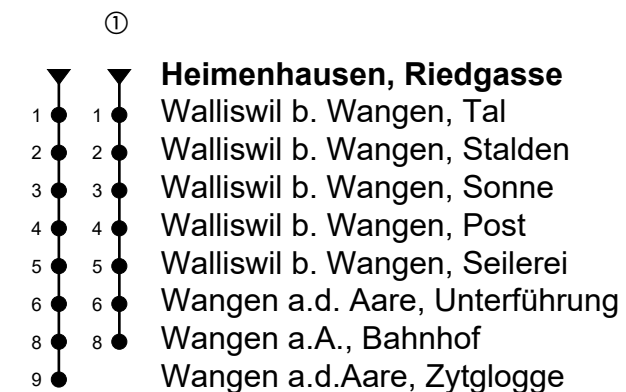 ①
Heimenhausen, Riedgasse
1 1 Walliswil b. Wangen, Tal
2 2 Walliswil b. Wangen, Stalden
3 3 Walliswil b. Wangen, Sonne
4 4 Walliswil b. Wangen, Post
5 5 Walliswil b. Wangen, Seilerei
6 6 Wangen a.d. Aare, Unterführung
8 8 Wangen a.A., Bahnhof
9 Wangen a.d.Aare, Zytglogge